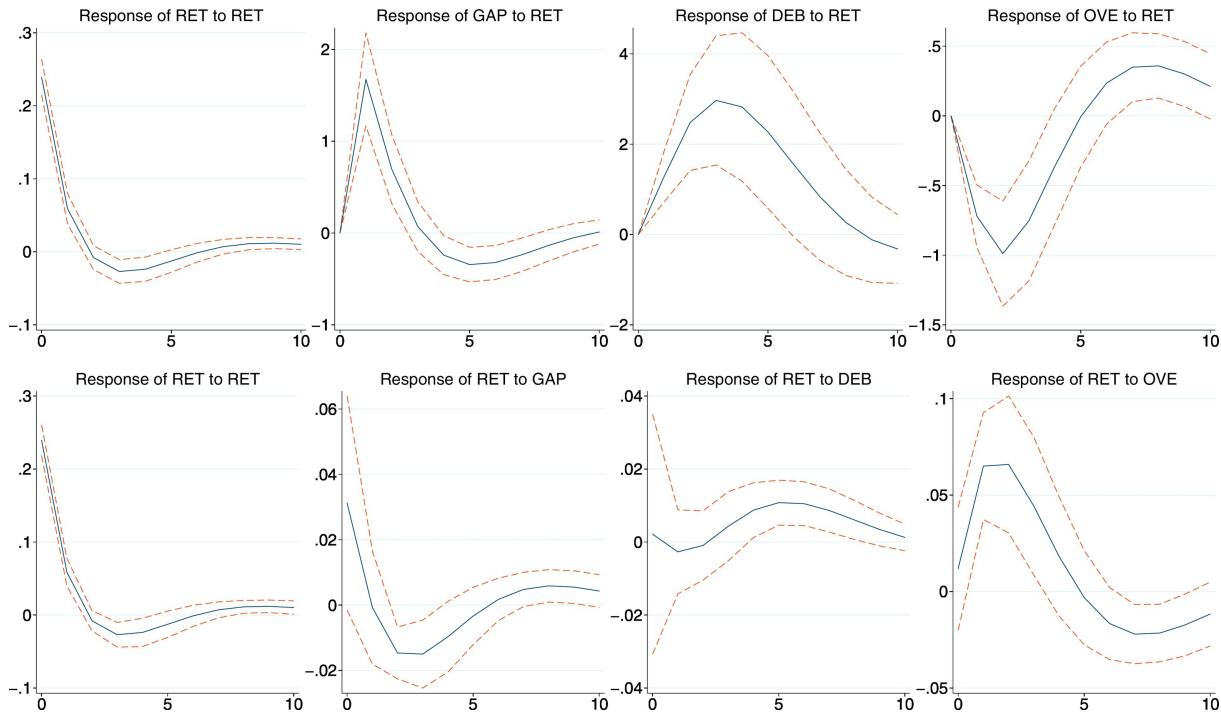 Response of RET to RET
.3
.2
.1
0
−.1
0 5 10
Response of GAP to RET
2
1
0
−1
0 5 10
Response of DEB to RET
4
2
0
−2
0 5 10
Response of OVE to RET
.5
0
−.5
−1
−1.5
0 5 10
Response of RET to RET
.3
.2
.1
0
−.1
0 5 10
Response of RET to GAP
.06
.04
.02
0
−.02
0 5 10
Response of RET to DEB
.04
.02
0
−.02
−.04
0 5 10
Response of RET to OVE
.1
.05
0
−.05
0 5 10